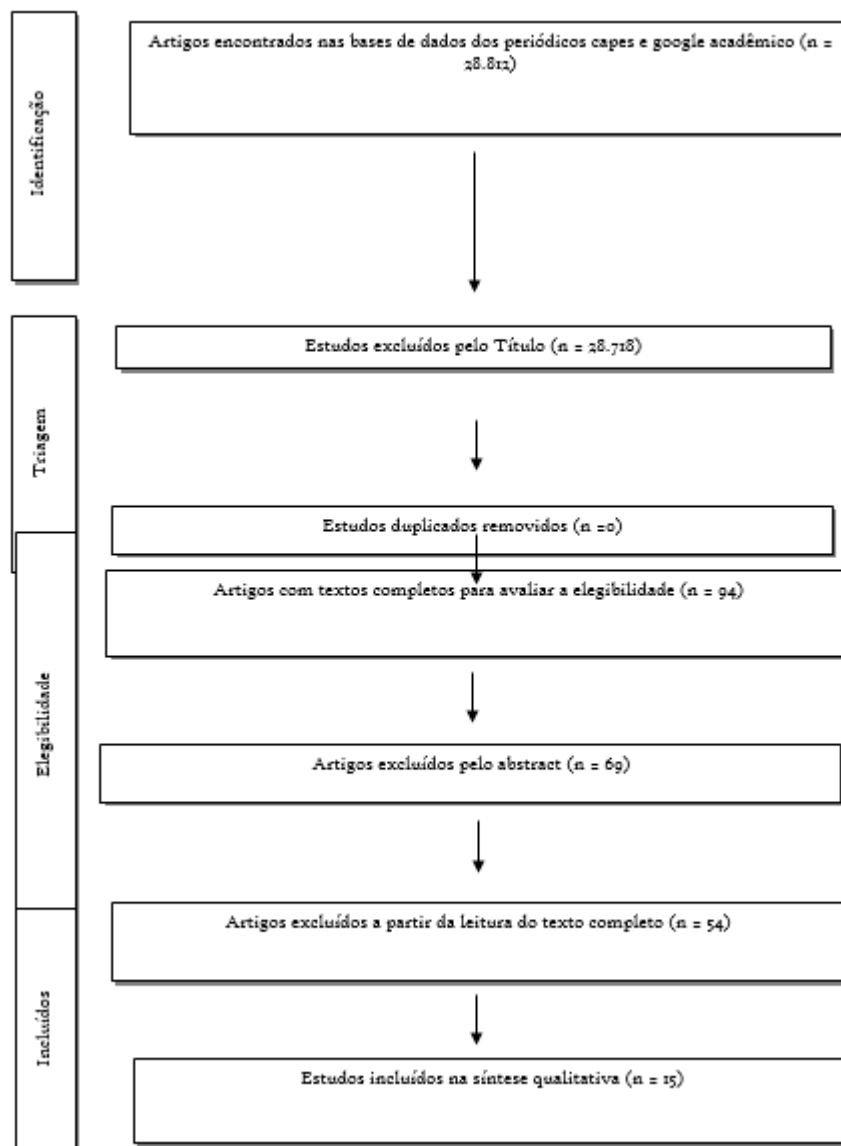 Identificação
Artigos encontrados nas bases de dados dos periódicos capes e google acadêmico (n =
28.812)
Triagem
Estudos excluídos pelo Título (n = 28.718)
Estudos duplicados removidos (n =0)
Elegibilidade
Artigos com textos completos para avaliar a elegibilidade (n = 94)
Artigos excluídos pelo abstract (n = 69)
Incluídos
Artigos excluídos a partir da leitura do texto completo (n = 54)
Estudos incluídos na síntese qualitativa (n = 15)